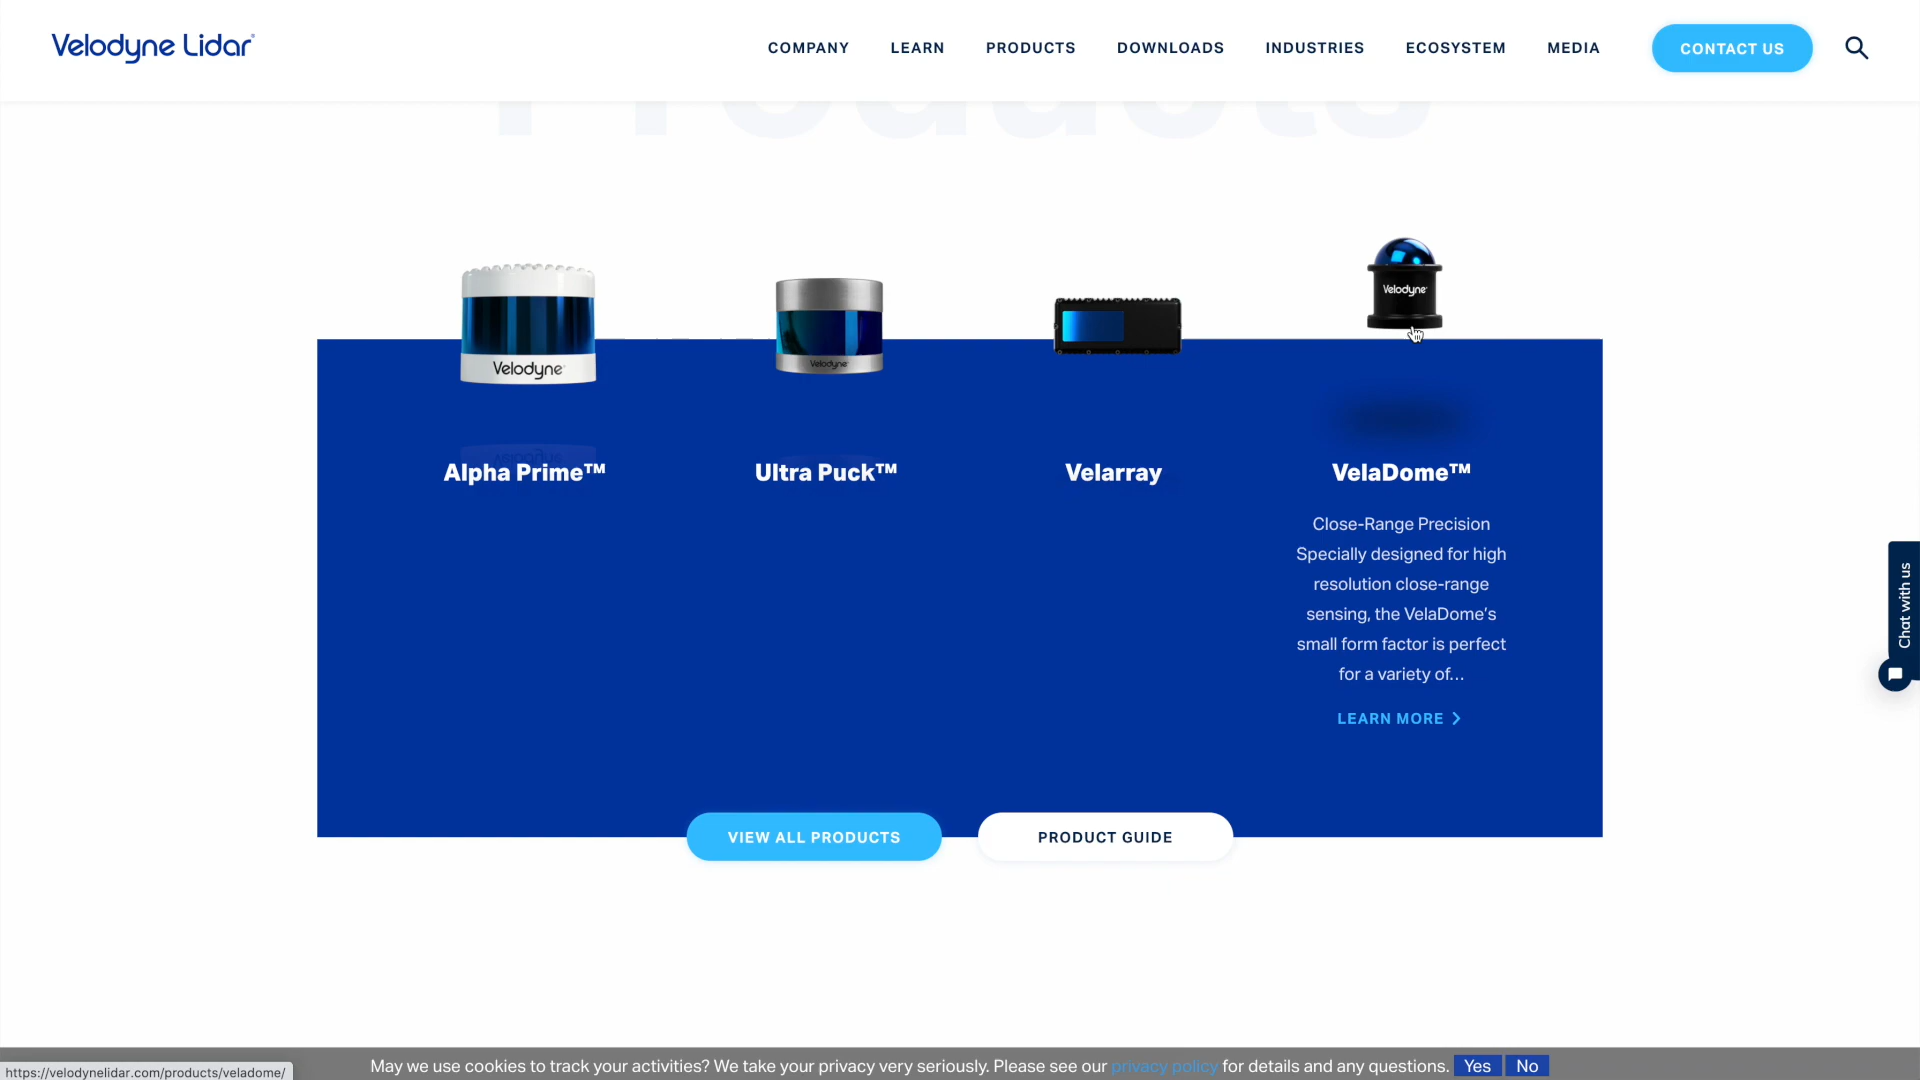 Velodyne Lidar®
COMPANY LEARN PRODUCTS DOWNLOADS INDUSTRIES ECOSYSTEM MEDIA CONTACT US
Products
Velodyne
Velodyne
Velodyne
Alpha Prime™ Ultra Puck™ Velarray VelaDome™
Close-Range Precision
Specially designed for high
resolution close-range
sensing, the VelaDome's
small form factor is perfect
for a variety of...
LEARN MORE
Chat with us
VIEW ALL PRODUCTS PRODUCT GUIDE
May we use cookies to track your activities? We take your privacy very seriously. Please see our privacy policy for details and any questions. Yes No
https://velodynelidar.com/products/veladome/